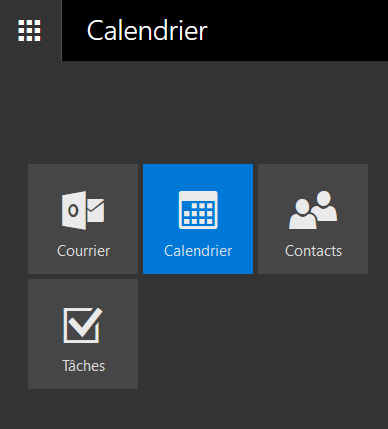 Calendrier
Courrier
Calendrier
Contacts
Tâches